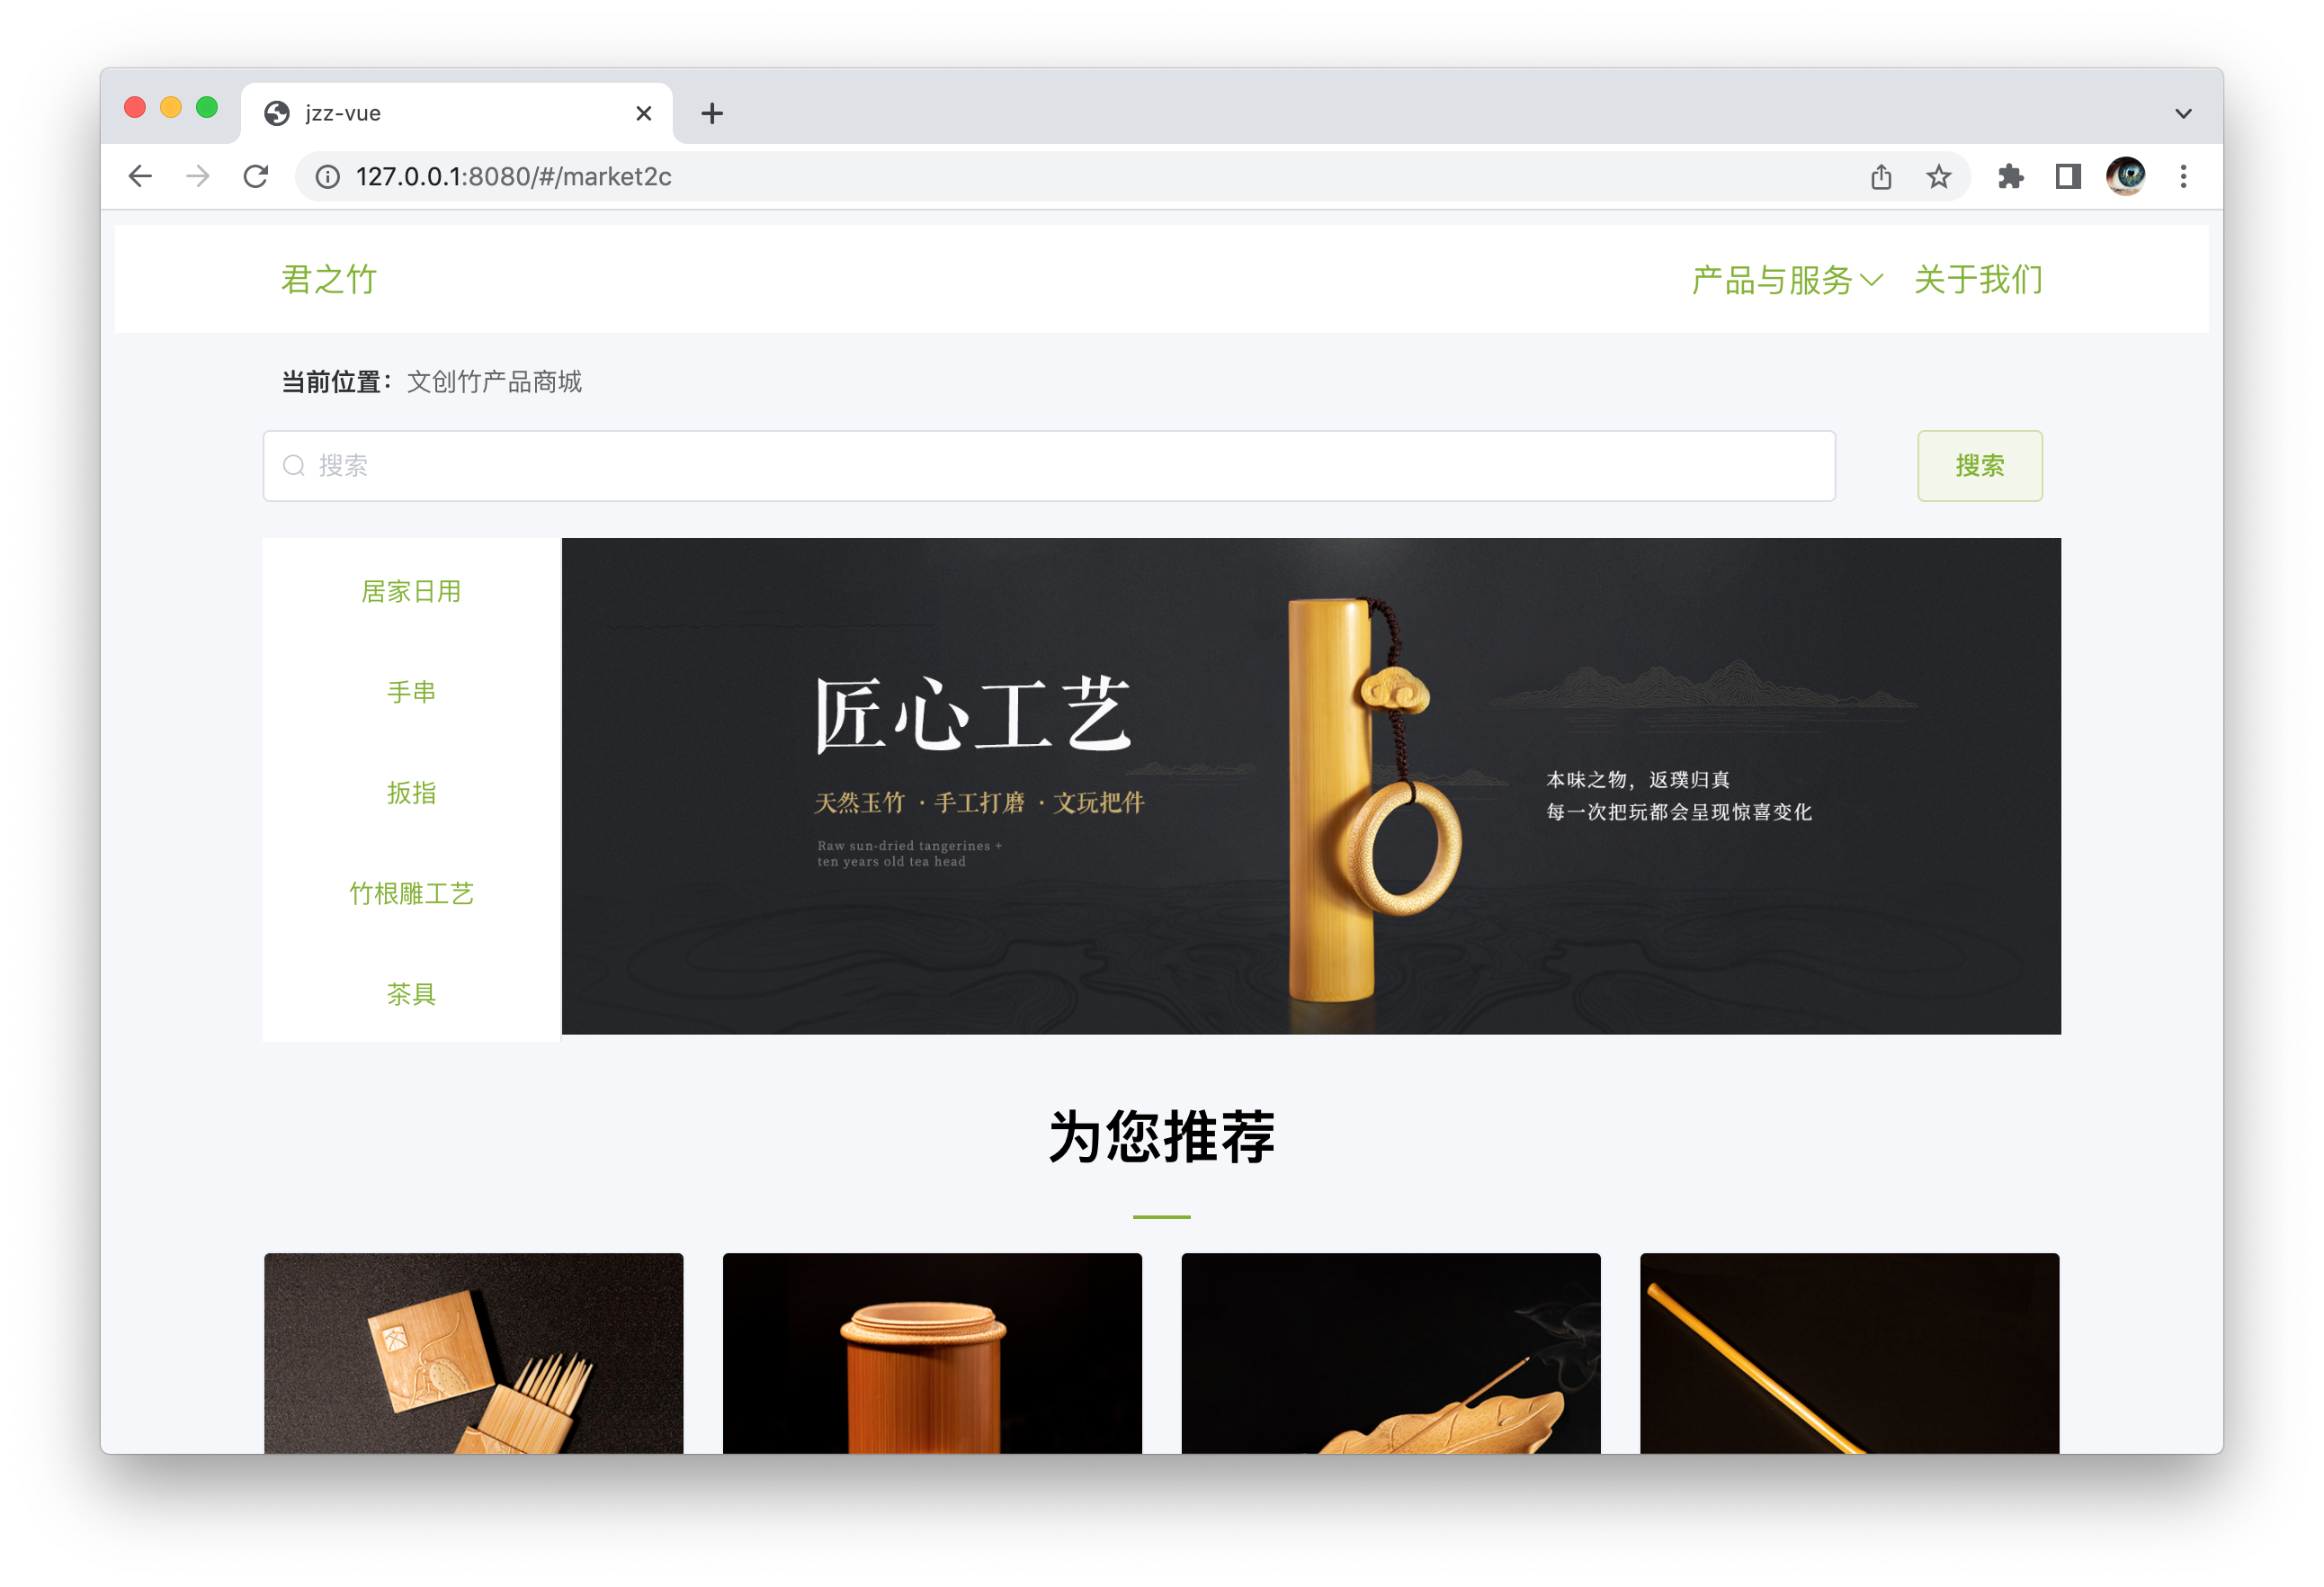 jzz-vue
127.0.0.1:8080/#/market2c
君之竹
产品与服务 关于我们
当前位置：文创竹产品商城
搜索
搜索
居家日用
手串
扳指
竹根雕工艺
茶具
匠心工艺
天然玉竹 · 手工打磨 · 文玩把件
Raw sun-dried tangerines +
ten years old tea head
本味之物，返璞归真
每一次把玩都会呈现惊喜变化
为您推荐